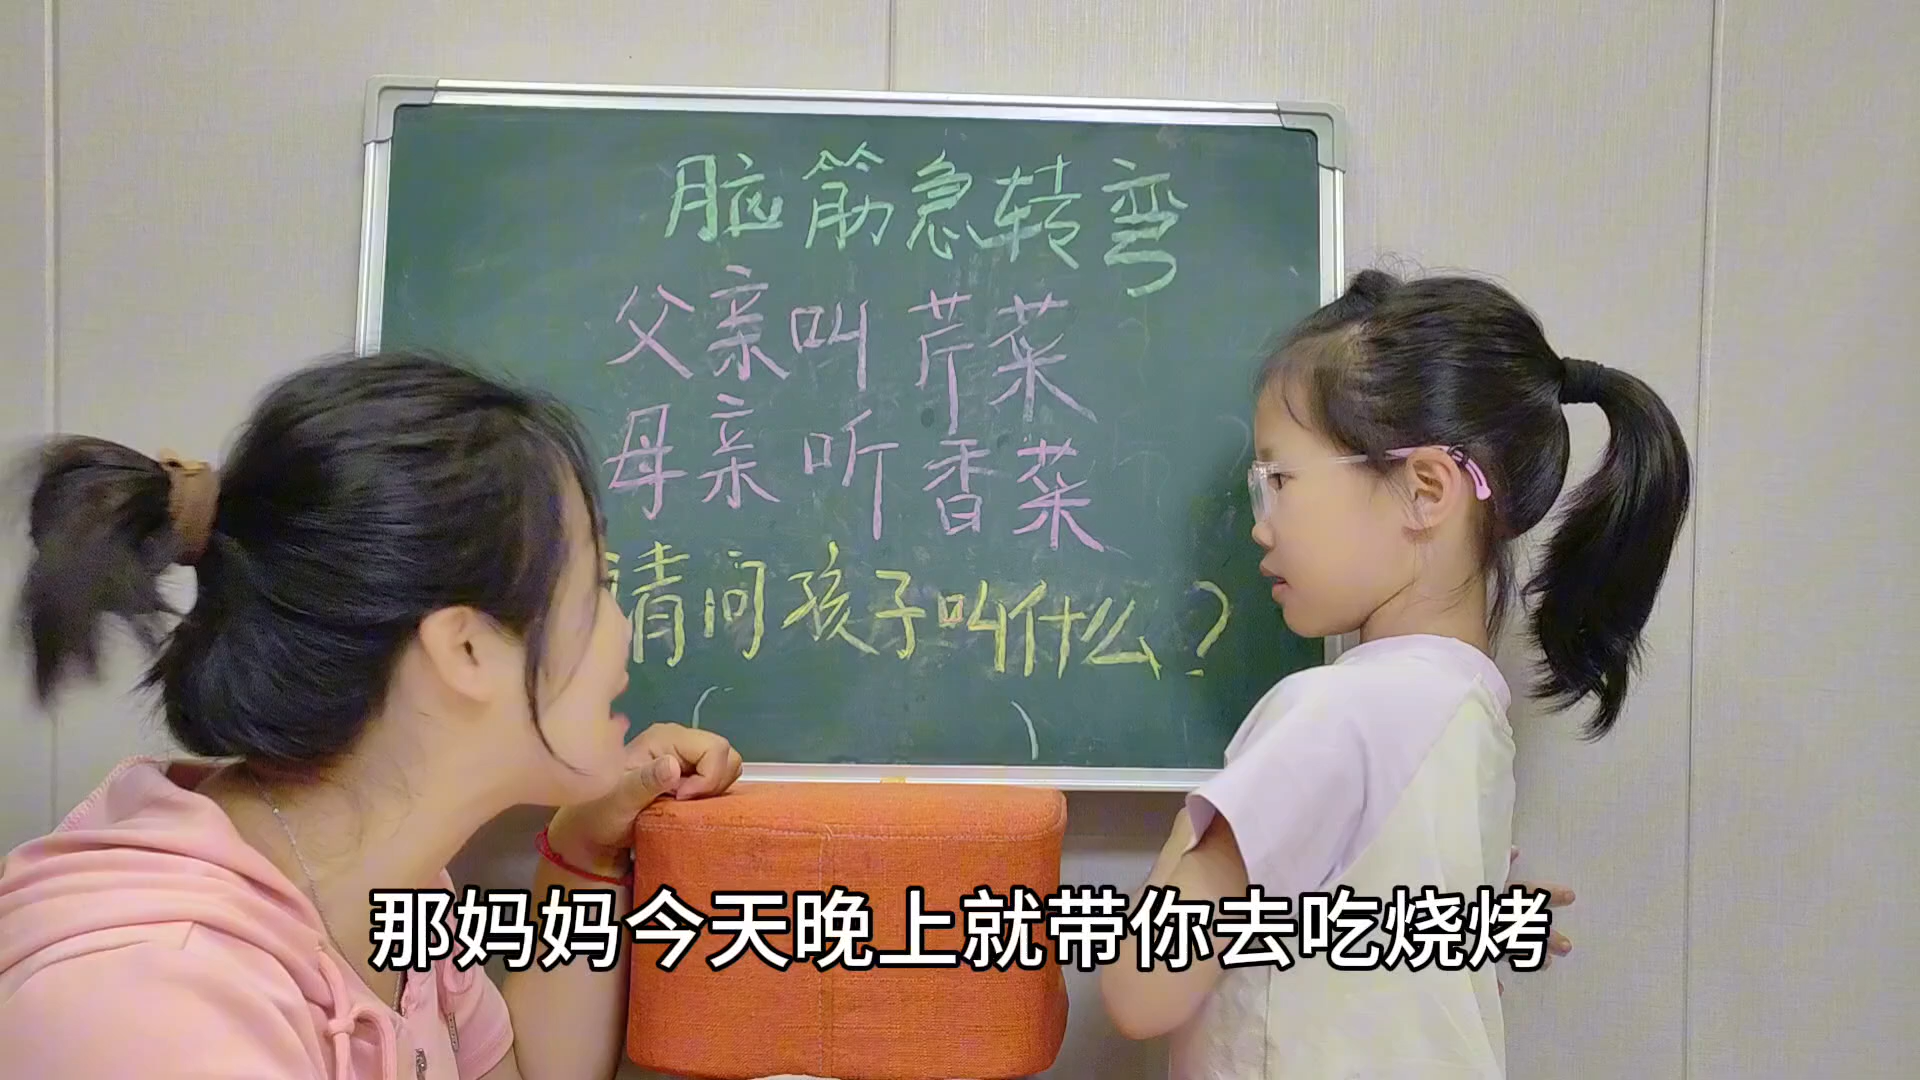 脑筋急转弯
父亲叫芹菜
母亲听香菜
请问孩子叫什么?
(          )
那妈妈今天晚上就带你去吃烧烤